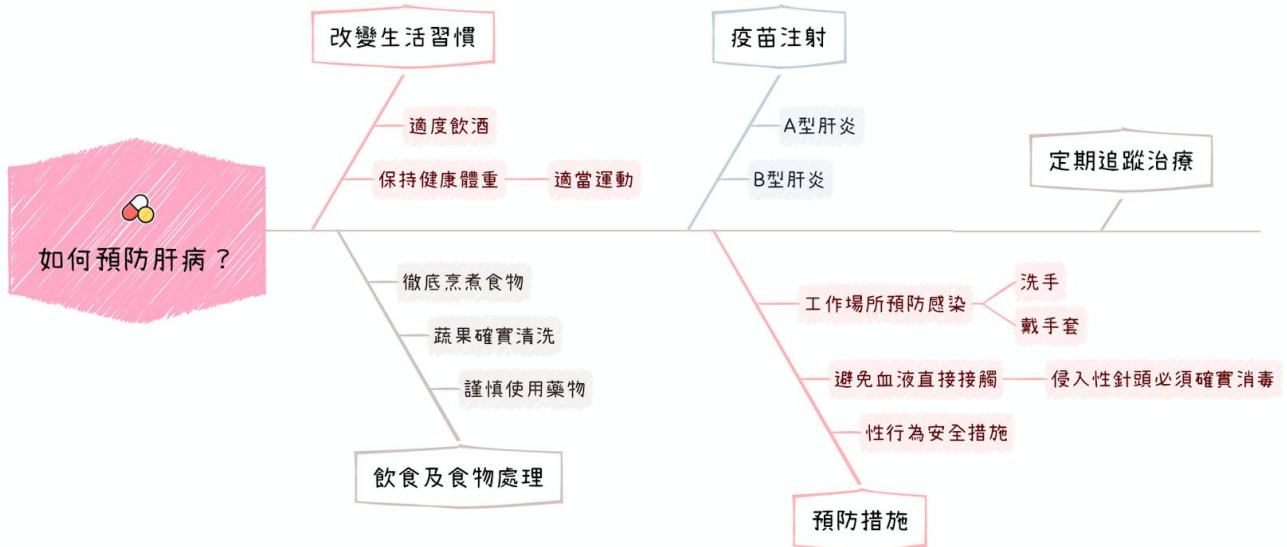 如何預防肝病？
改變生活習慣
適度飲酒
保持健康體重
適當運動
疫苗注射
A型肝炎
B型肝炎
定期追蹤治療
徹底烹煮食物
蔬果確實清洗
謹慎使用藥物
飲食及食物處理
工作場所預防感染
洗手
戴手套
避免血液直接接觸
侵入性針頭必須確實消毒
性行為安全措施
預防措施